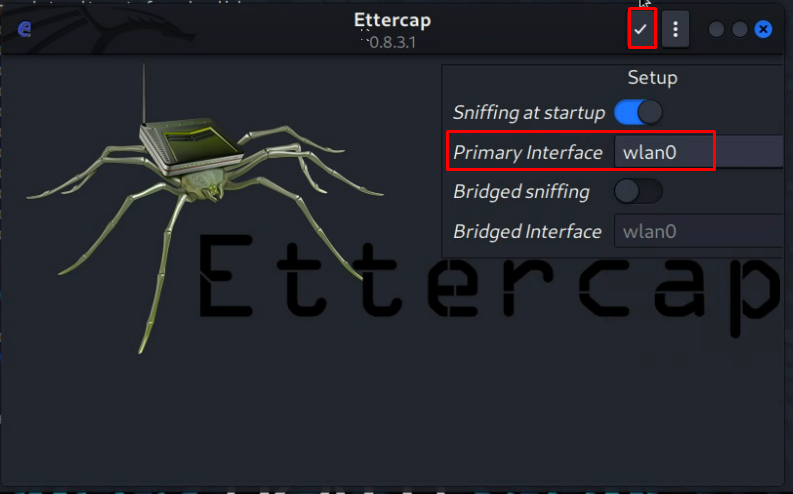 Ettercap
0.8.3.1
Setup
Sniffing at startup
Primary Interface wlan0
Bridged sniffing
Bridged Interface wlan0
Ettercap